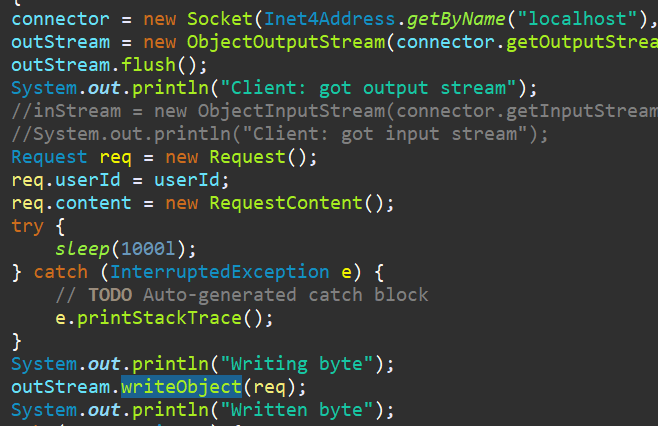 {
connector = new Socket(Inet4Address.getByName("localhost"),
outStream = new ObjectOutputStream(connector.getOutputStrea
outStream.flush();
System.out.println("Client: got output stream");
//inStream = new ObjectInputStream(connector.getInputStream
//System.out.println("Client: got input stream");
Request req = new Request();
req.userId = userId;
req.content = new RequestContent();
try {
    sleep(1000l);
} catch (InterruptedException e) {
    // TODO Auto-generated catch block
    e.printStackTrace();
}
System.out.println("Writing byte");
outStream.writeObject(req);
System.out.println("Written byte");